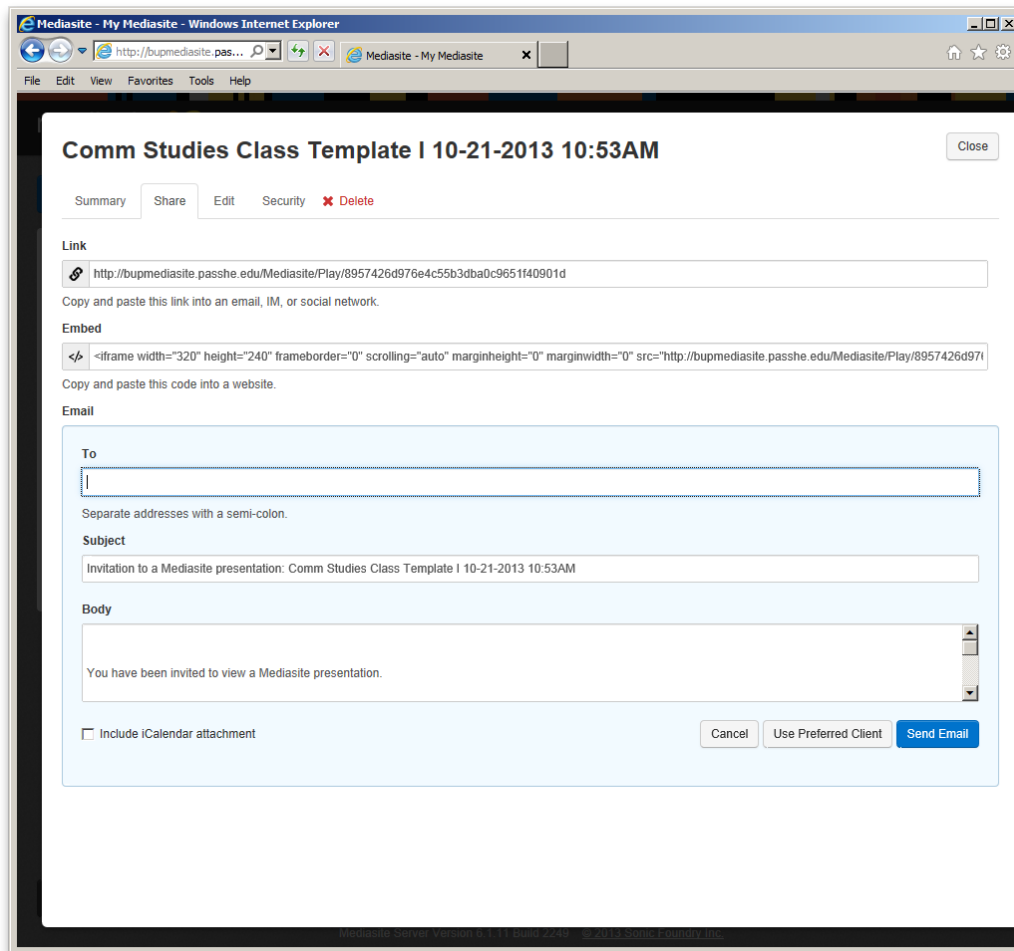 Mediasite - My Mediasite - Windows Internet Explorer
http://bupmediasite.pas...
Mediasite - My Mediasite
File Edit View Favorites Tools Help
Comm Studies Class Template I 10-21-2013 10:53AM
Close
Summary Share Edit Security Delete
Link
http://bupmediasite.passhe.edu/Mediasite/Play/8957426d976e4c55b3dba0c9651f40901d
Copy and paste this link into an email, IM, or social network.
Embed
</> <iframe width="320" height="240" frameborder="0" scrolling="auto" marginheight="0" marginwidth="0" src="http://bupmediasite.passhe.edu/Mediasite/Play/8957426d976
Copy and paste this code into a website.
Email
To
Separate addresses with a semi-colon.
Subject
Invitation to a Mediasite presentation: Comm Studies Class Template I 10-21-2013 10:53AM
Body
You have been invited to view a Mediasite presentation.
Include iCalendar attachment
Cancel Use Preferred Client Send Email
Mediasite Server Version 6.1.11 Build 2249 © 2013 Sonic Foundry Inc.